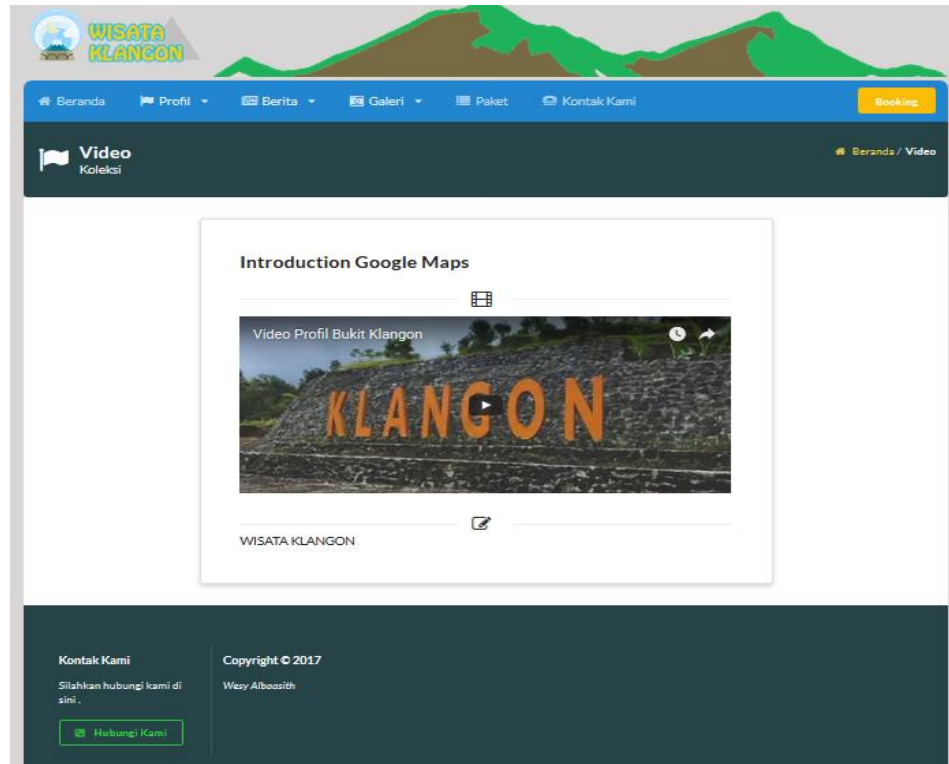 WISATA
KLANGON
Beranda Profil Berita Galeri Paket Kontak Kami Booking
Video
Koleksi
Beranda / Video
Introduction Google Maps
Video Profil Bukit Klangon
KLANGON
WISATA KLANGON
Kontak Kami
Silahkan hubungi kami di
sini .
Hubungi Kami
Copyright © 2017
Wesy Albaasith